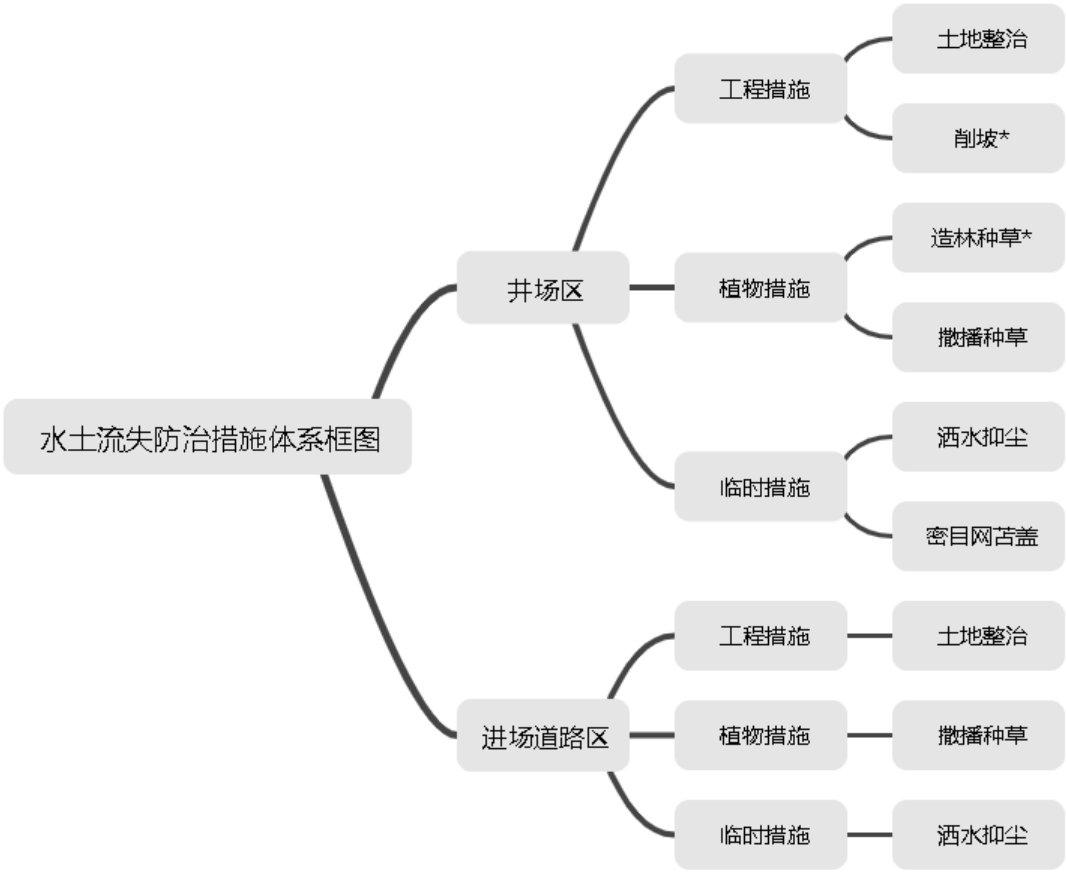 水土流失防治措施体系框图
井场区
工程措施
土地整治
削坡*
植物措施
造林种草*
撒播种草
临时措施
洒水抑尘
密目网苫盖
进场道路区
工程措施
土地整治
植物措施
撒播种草
临时措施
洒水抑尘